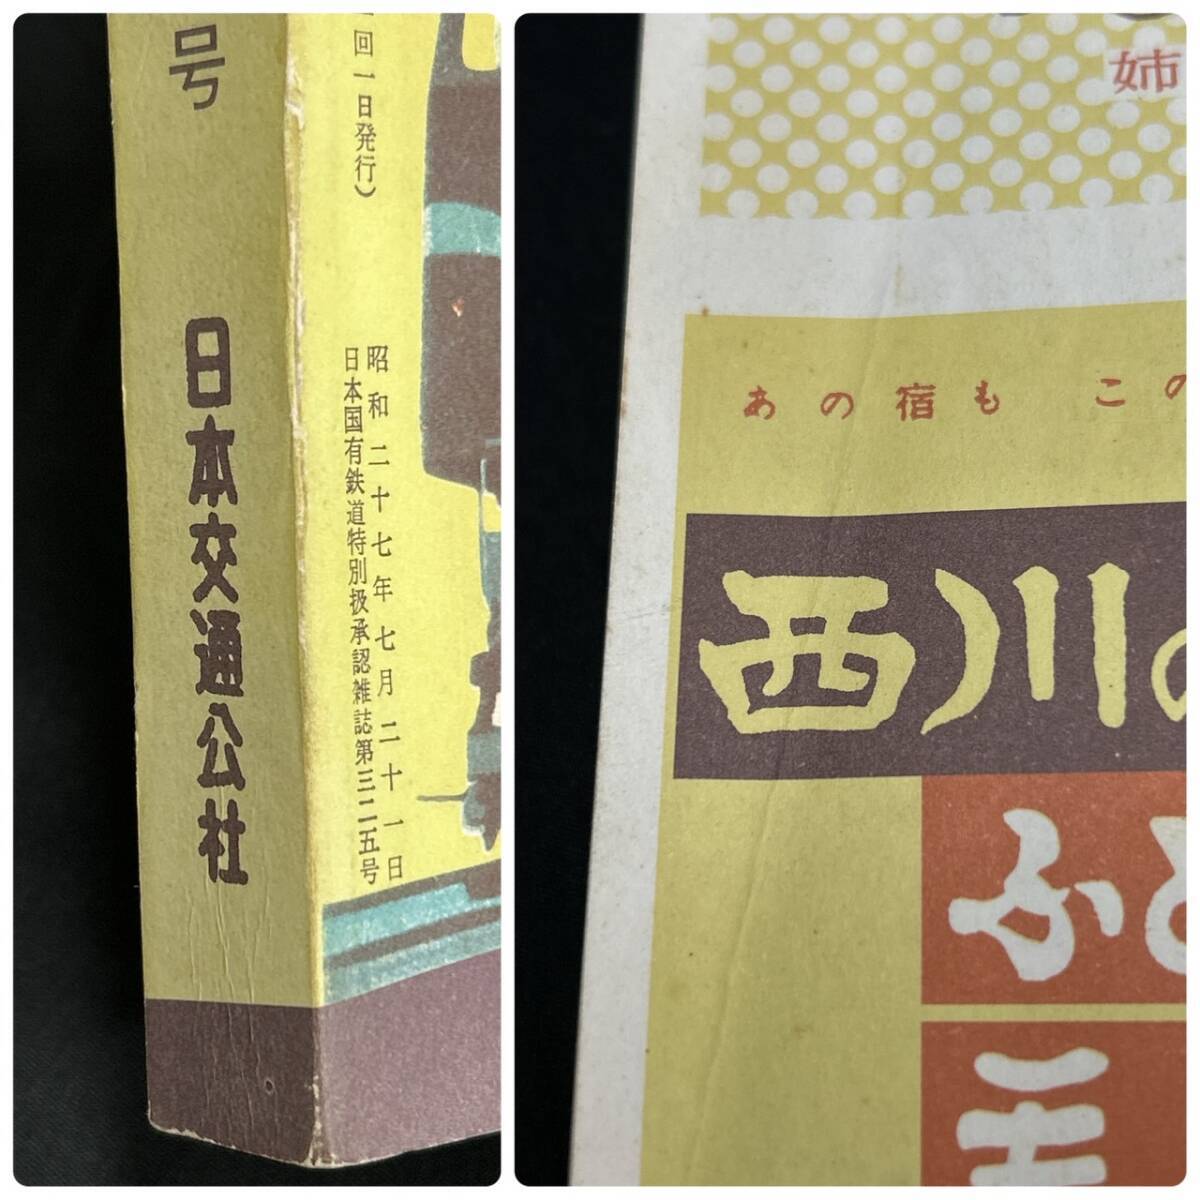 号
日本交通公社
回一日発行)
昭和二十七年七月二十一日
日本国有鉄道特別扱承認雑誌第三二五号
姉
あの宿も この
西川の
ふと